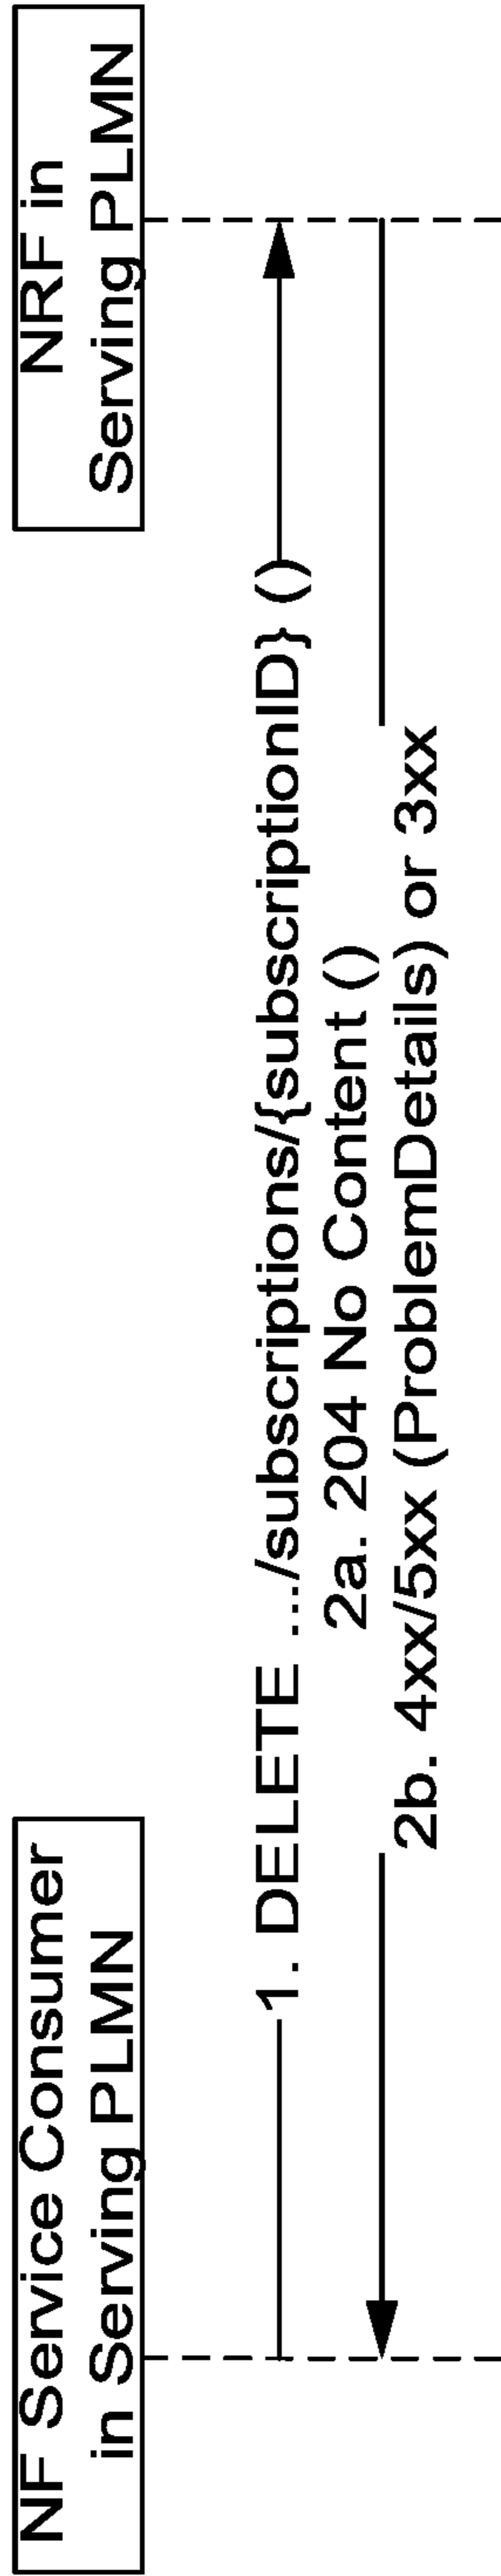 NF Service Consumer
in Serving PLMN
NRF in
Serving PLMN
1. DELETE .../subscriptions/{subscriptionID} ()
2a. 204 No Content ()
2b. 4xx/5xx (ProblemDetails) or 3xx